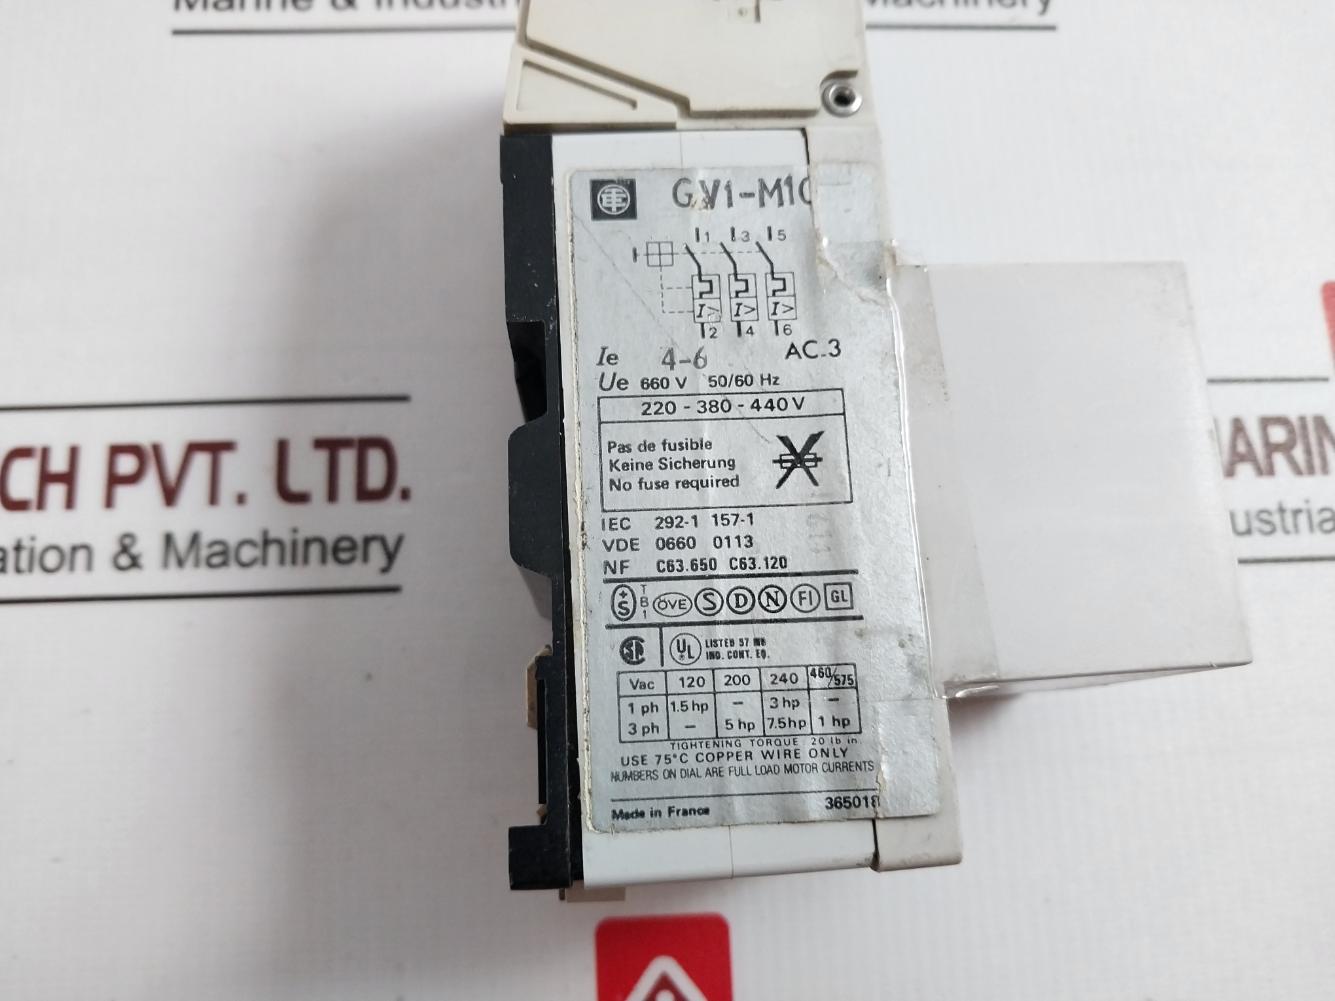 Marine & Industrial Machinery
GV1-M1
1 3 5
I> I> I>
2 4 6
Ie 4-6 AC-3
Ue 660 V 50/60 Hz
220 - 380 - 440 V
Pas de fusible
Keine Sicherung
No fuse required
IEC 292-1 157-1
VDE 0660 0113
NF C63.650 C63.120
+S TB1 ÖVE S D N FI GL
SA UL LISTED
IND. CONT. EQ.
Vac 120 200 240 460/575
1 ph 1.5 hp – – 3 hp –
3 ph – 5 hp 7.5hp 1 hp
TIGHTENING TORQUE 20 lb in.
USE 75°C COPPER WIRE ONLY
NUMBERS ON DIAL ARE FULL LOAD MOTOR CURRENTS
Made in France 365018
CH PVT. LTD.
ation & Machinery
ARIN
ustria